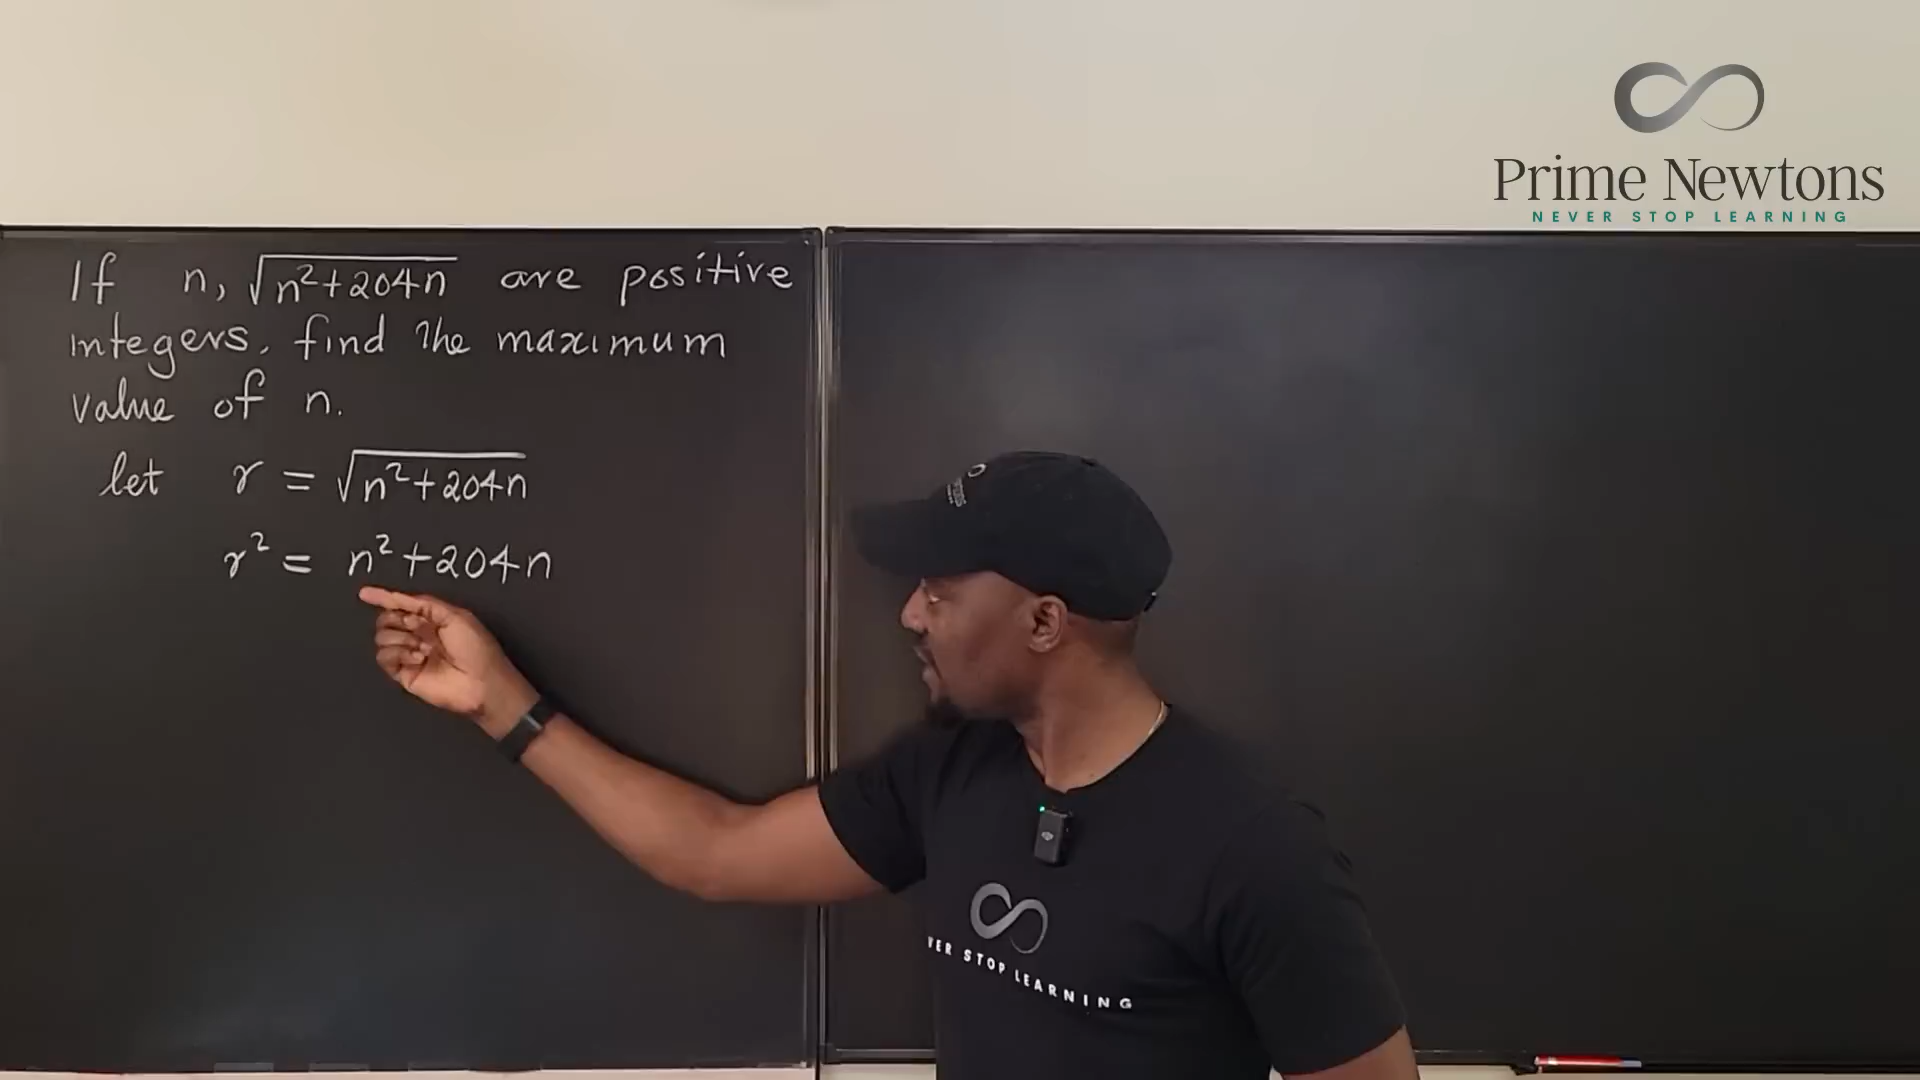 Prime Newtons
NEVER STOP LEARNING
If n, √(n²+204n) are positive
integers, find the maximum
value of n.
let r = √(n²+204n)
r² = n²+204n
VER STOP LEARNING